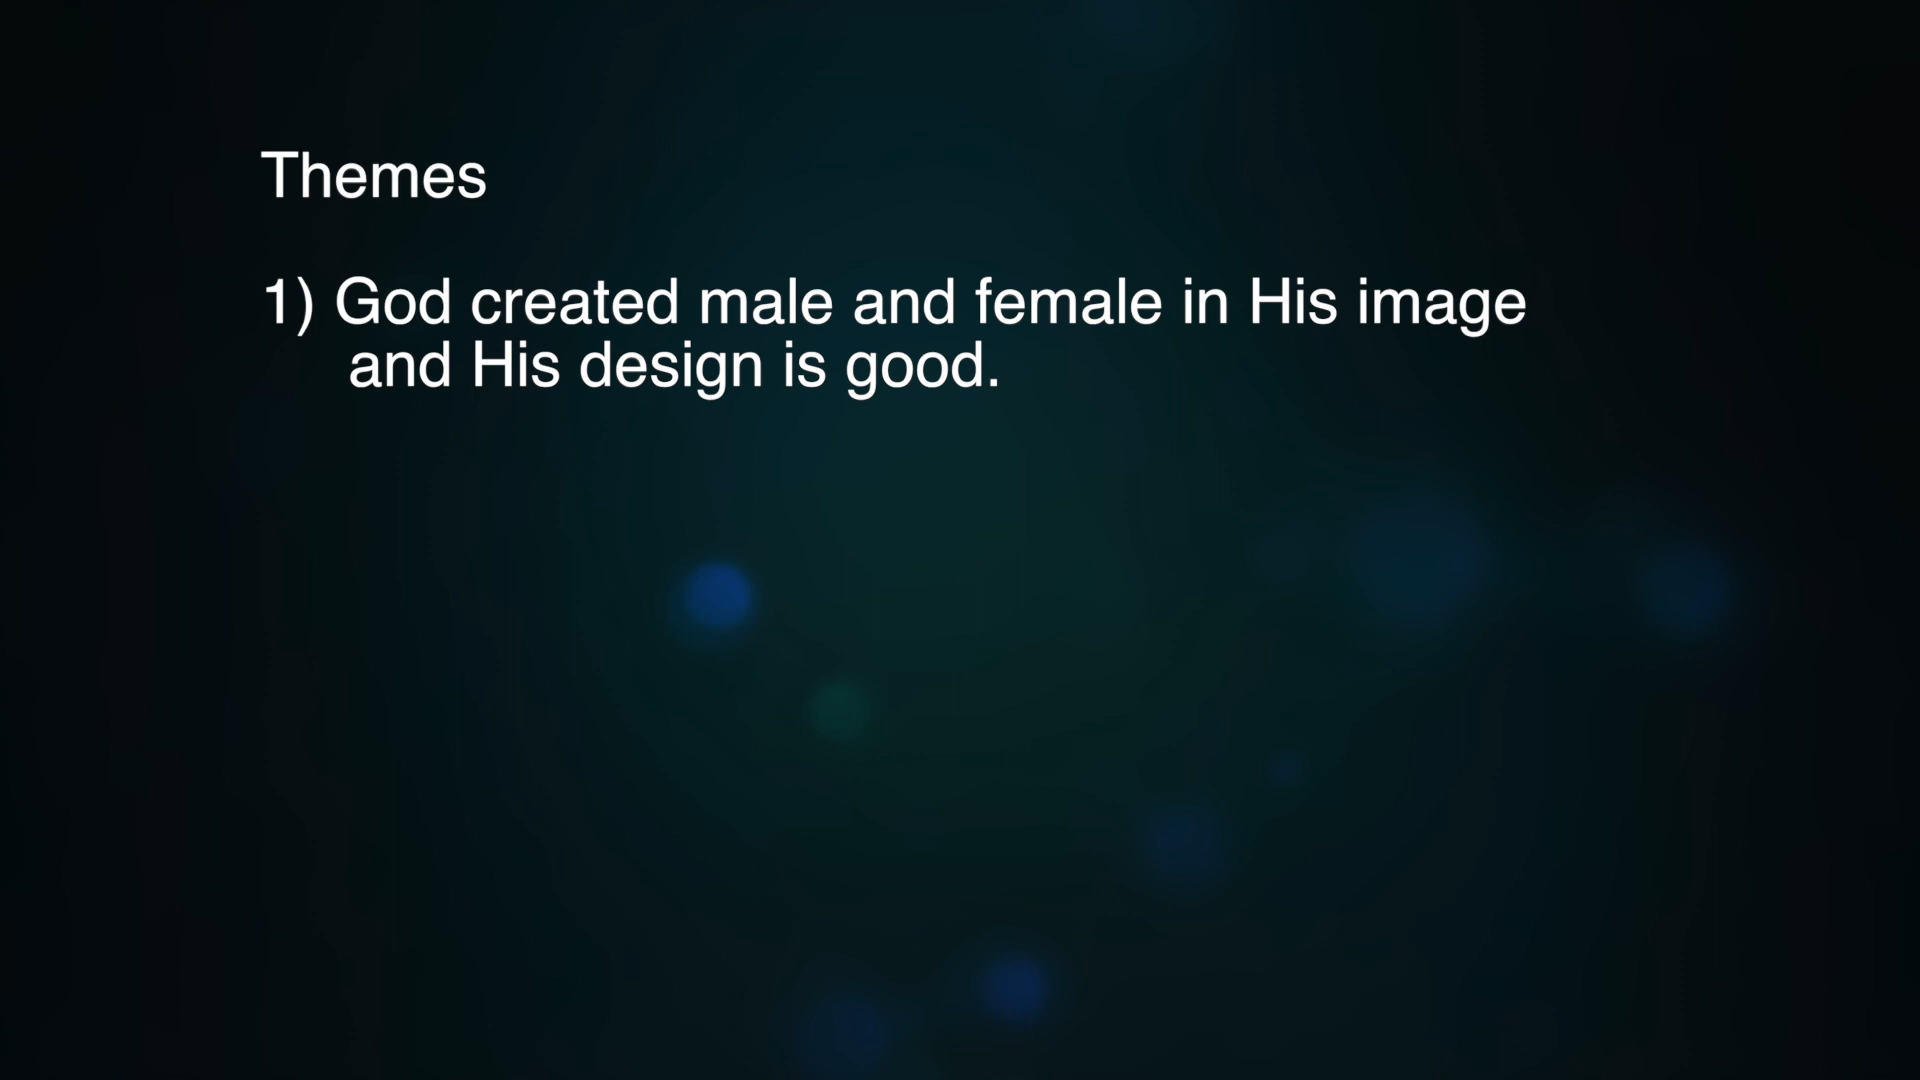 Themes
1) God created male and female in His image
and His design is good.